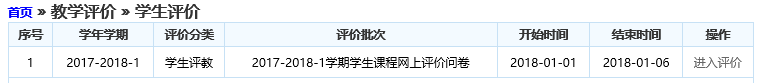 首页 » 教学评价 » 学生评价
序号 学年学期 评价分类 评价批次 开始时间 结束时间 操作
1 2017-2018-1 学生评教 2017-2018-1学期学生课程网上评价问卷 2018-01-01 2018-01-06 进入评价